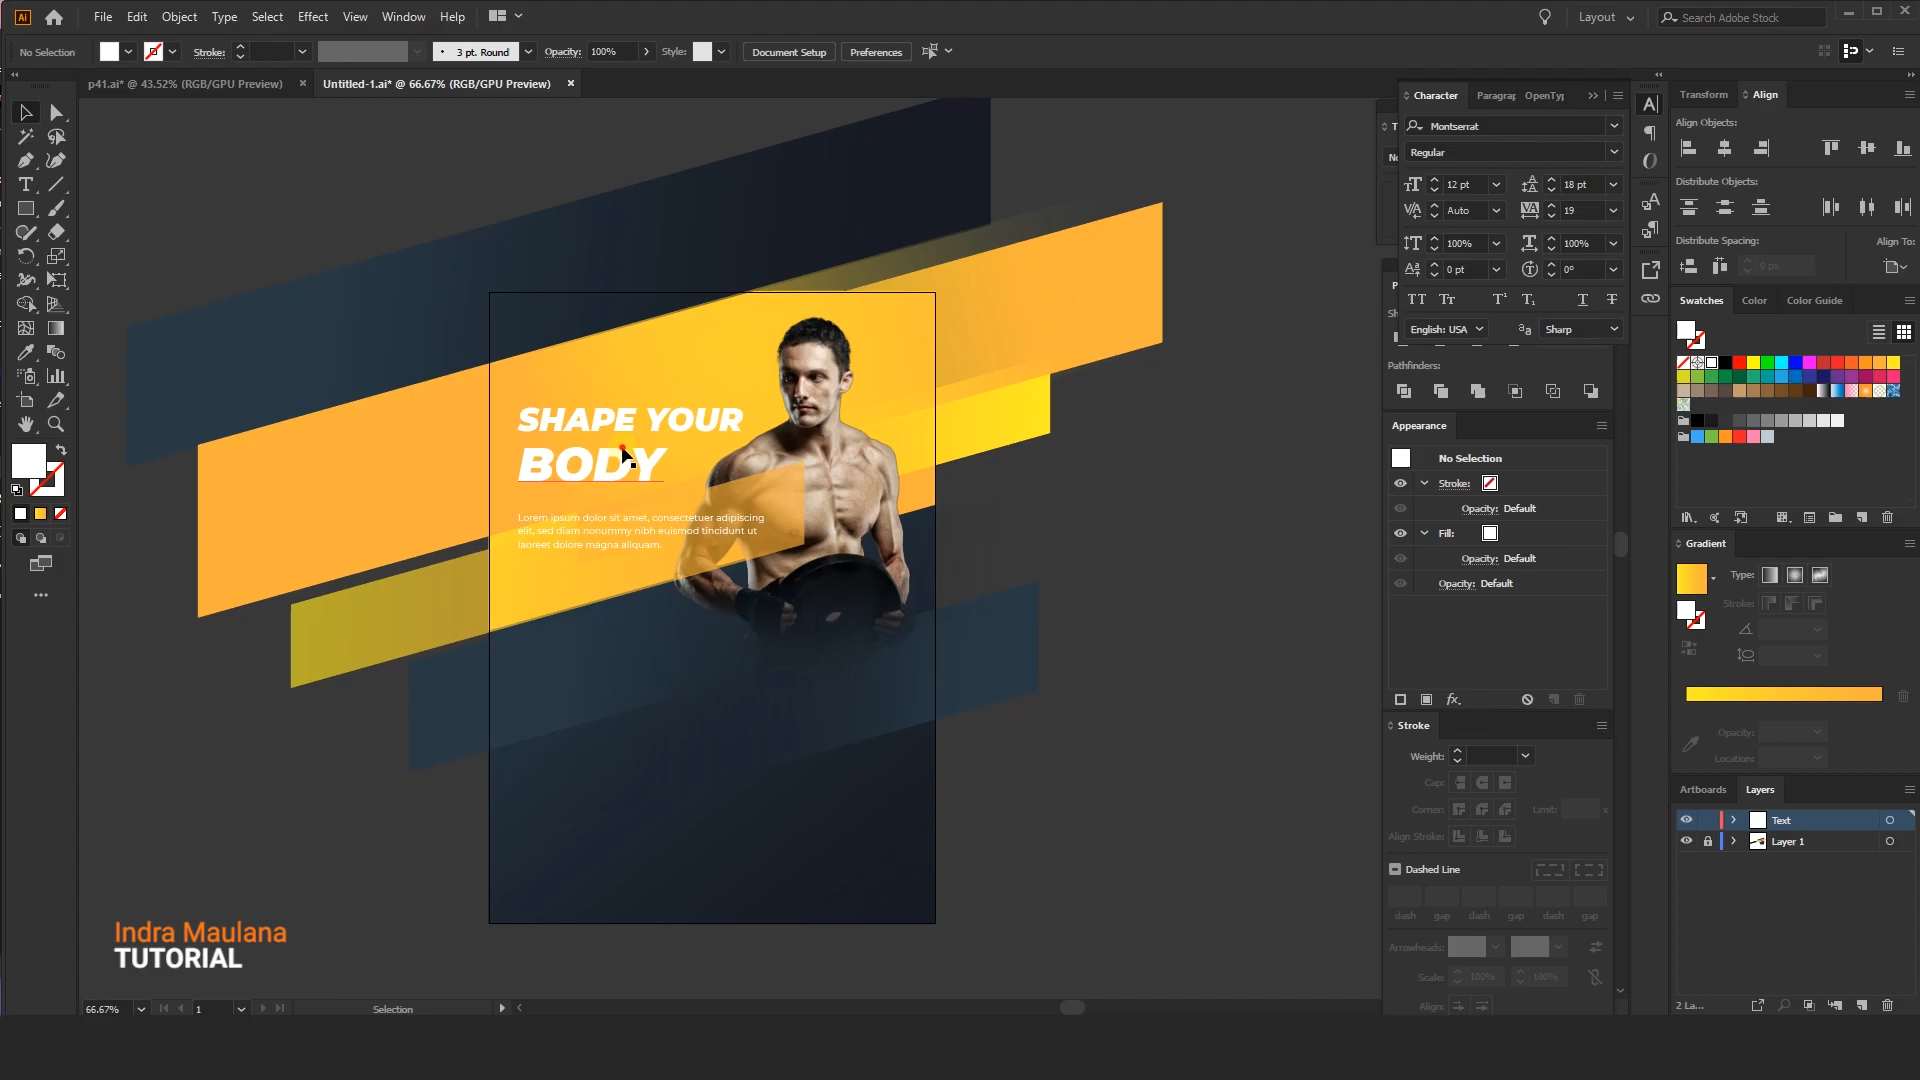 File Edit Object Type Select Effect View Window Help
Layout
Search Adobe Stock
No Selection
Stroke:
3 pt. Round
Opacity: 100%
Style:
Document Setup
Preferences
p41.ai* @ 43.52% (RGB/GPU Preview)
Untitled-1.ai* @ 66.67% (RGB/GPU Preview)
Character
Paragrap
OpenTyp
Montserrat
Regular
12 pt
18 pt
Auto
19
100%
100%
0 pt
0°
English: USA
Sharp
Pathfinders:
Appearance
No Selection
Stroke:
Opacity: Default
Fill:
Opacity: Default
Opacity: Default
Stroke
Weight:
Cap:
Corner:
Limit:
x
Align Stroke:
Dashed Line
dash gap dash gap dash gap
Arrowheads:
Scale:
100%
100%
Align:
Transform
Align
Align Objects:
Distribute Objects:
Distribute Spacing:
Align To:
0 px
Swatches
Color
Color Guide
Gradient
Type:
Stroke:
Opacity:
Location:
Artboards
Layers
Text
Layer 1
2 La...
SHAPE YOUR
BODY
Lorem ipsum dolor sit amet, consectetuer adipiscing
elit, sed diam nonummy nibh euismod tincidunt ut
laoreet dolore magna aliquam.
Indra Maulana
TUTORIAL
66.67%
1
Selection